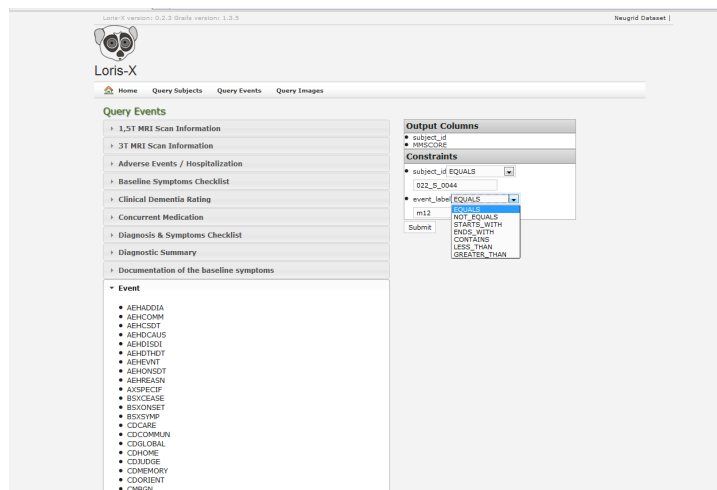 Loris-X version: 0.2.3 Grails version: 1.3.5
Neugrid Dataset |
Loris-X
Home Query Subjects Query Events Query Images
Query Events
1,5T MRI Scan Information
3T MRI Scan Information
Adverse Events / Hospitalization
Baseline Symptoms Checklist
Clinical Dementia Rating
Concurrent Medication
Diagnosis & Symptoms Checklist
Diagnostic Summary
Documentation of the baseline symptoms
Event
AEHADDIA
AEHCOMM
AEHCSDT
AEHDCAUS
AEHDISDI
AEHDTHDT
AEHEVNT
AEHONSDT
AEHREASN
AXSPECIF
BSXCEASE
BSXONSET
BSXSYMP
CDCARE
CDCOMMUN
CDGLOBAL
CDHOME
CDJUDGE
CDMEMORY
CDORIENT
CMBGN
Output Columns
subject_id
MMSCORE
Constraints
subject_id EQUALS
022_S_0044
event_label EQUALS
m12
EQUALS
NOT_EQUALS
STARTS_WITH
ENDS_WITH
CONTAINS
LESS_THAN
GREATER_THAN
Submit